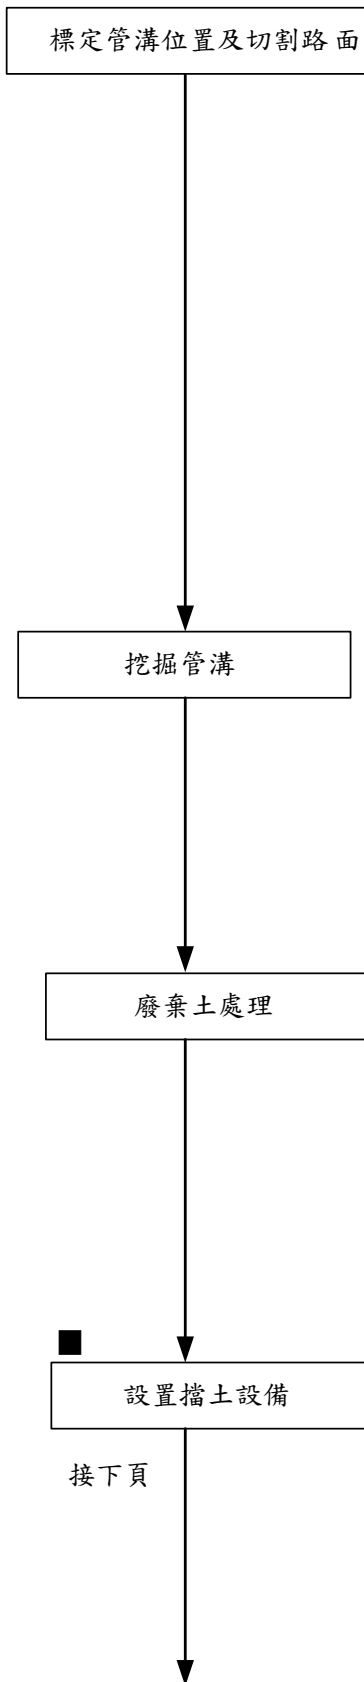 標定管溝位置及切割路面
挖掘管溝
廢棄土處理
設置擋土設備
接下頁